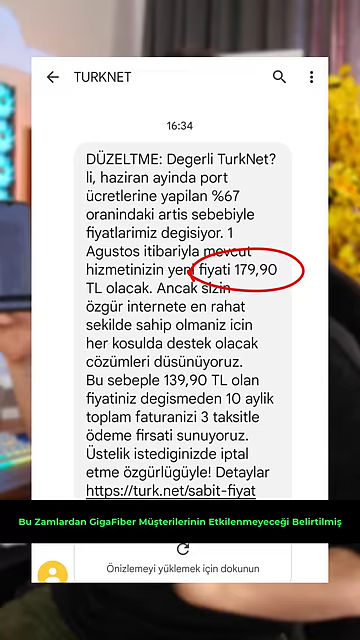 TURKNET
16:34
DÜZELTME: Degerli TurkNet?
li, haziran ayinda port
ücretlerine yapilan %67
oranindaki artis sebebiyle
fiyatlarimiz degisiyor. 1
Agustos itibariyla mevcut
hizmetinizin yeni fiyati 179,90
TL olacak. Ancak sizin
özgür internete en rahat
sekilde sahip olmaniz icin
her kosulda destek olacak
cözümleri düsünüyoruz.
Bu sebeple 139,90 TL olan
fiyatiniz degismeden 10 aylik
toplam faturanizi 3 taksitle
ödeme firsati sunuyoruz.
Üstelik istediginizde iptal
etme özgürlügüyle! Detaylar
https://turk.net/sabit-fiyat
Bu Zamlardan GigaFiber Müşterilerinin Etkilenmeyeceği Belirtilmiş
Önizlemeyi yüklemek için dokunun